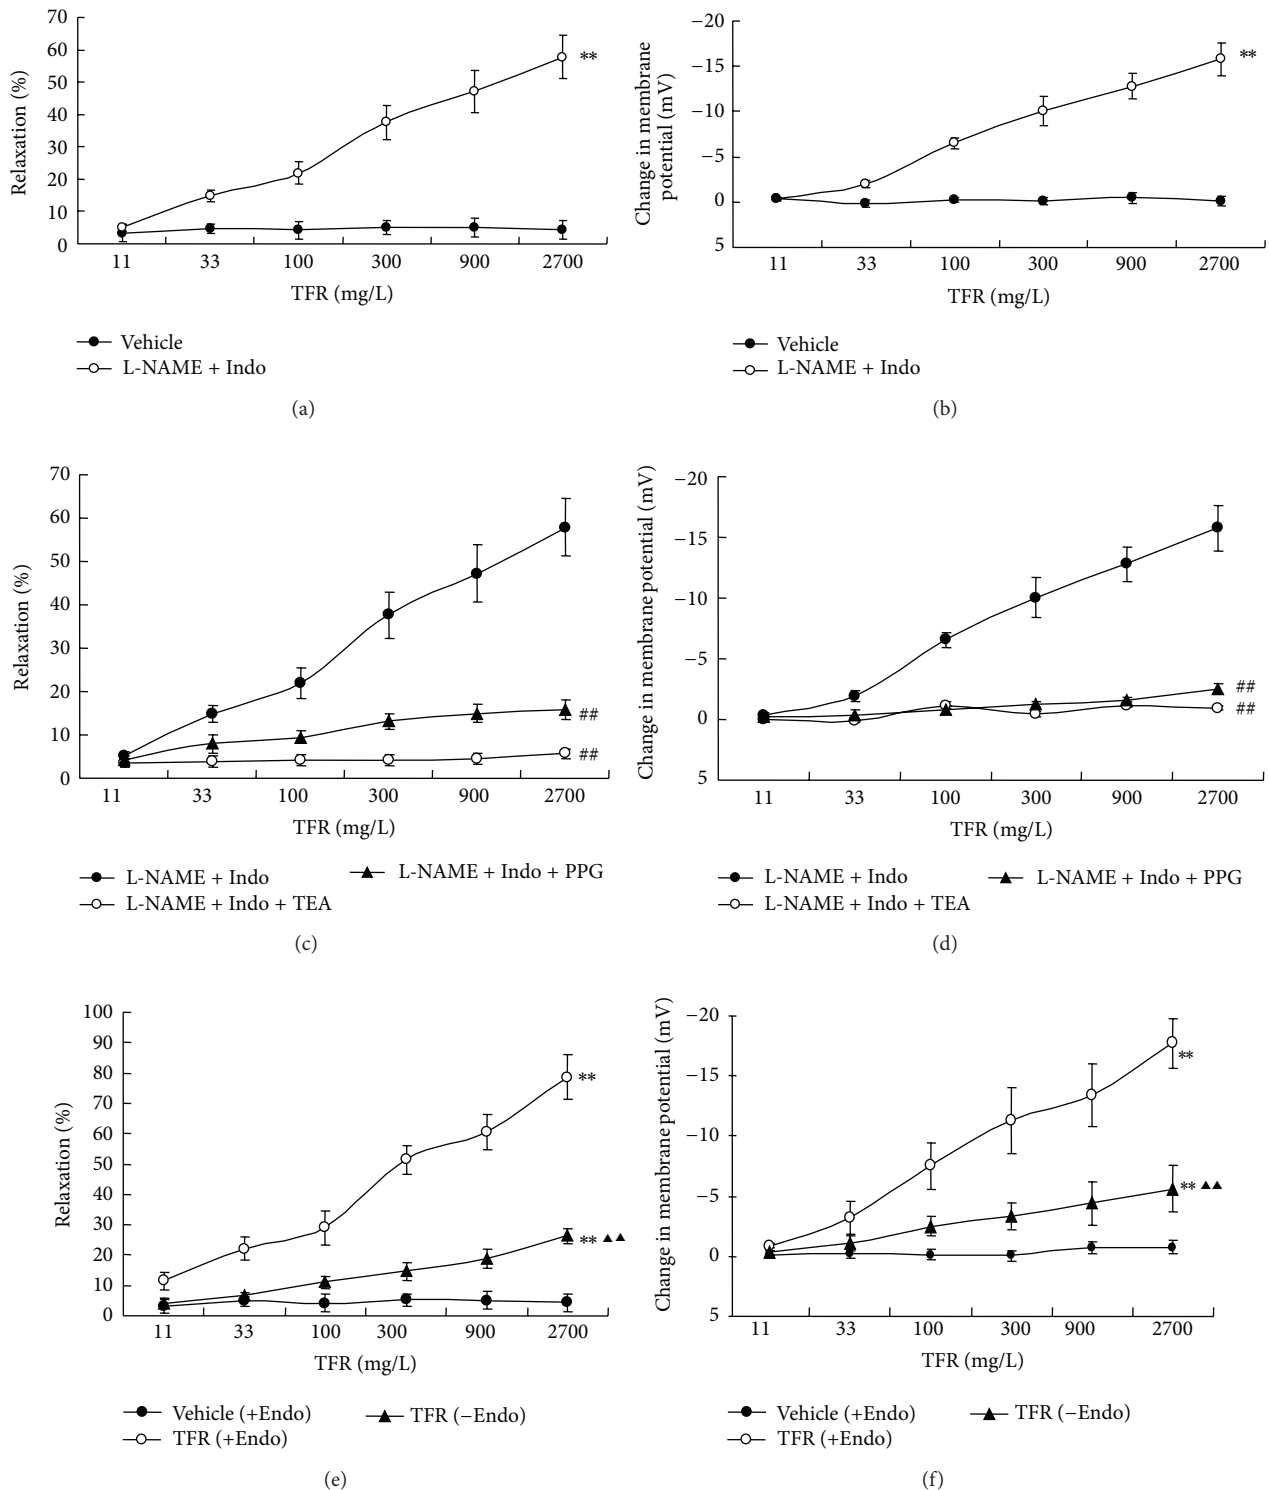 70
60
50
40
30
20
10
0
Relaxation (%)
**
11 33 100 300 900 2700
TFR (mg/L)
Vehicle
L-NAME + Indo
(a)
−20
−15
−10
−5
0
5
Change in membrane
potential (mV)
**
11 33 100 300 900 2700
TFR (mg/L)
Vehicle
L-NAME + Indo
(b)
70
60
50
40
30
20
10
0
Relaxation (%)
##
##
11 33 100 300 900 2700
TFR (mg/L)
L-NAME + Indo
L-NAME + Indo + TEA
L-NAME + Indo + PPG
(c)
−20
−15
−10
−5
0
5
Change in membrane potential (mV)
##
##
11 33 100 300 900 2700
TFR (mg/L)
L-NAME + Indo
L-NAME + Indo + TEA
L-NAME + Indo + PPG
(d)
100
90
80
70
60
50
40
30
20
10
0
Relaxation (%)
**
** ▲▲
11 33 100 300 900 2700
TFR (mg/L)
Vehicle (+Endo)
TFR (+Endo)
TFR (−Endo)
(e)
−20
−15
−10
−5
0
5
Change in membrane potential (mV)
**
** ▲▲
11 33 100 300 900 2700
TFR (mg/L)
Vehicle (+Endo)
TFR (+Endo)
TFR (−Endo)
(f)